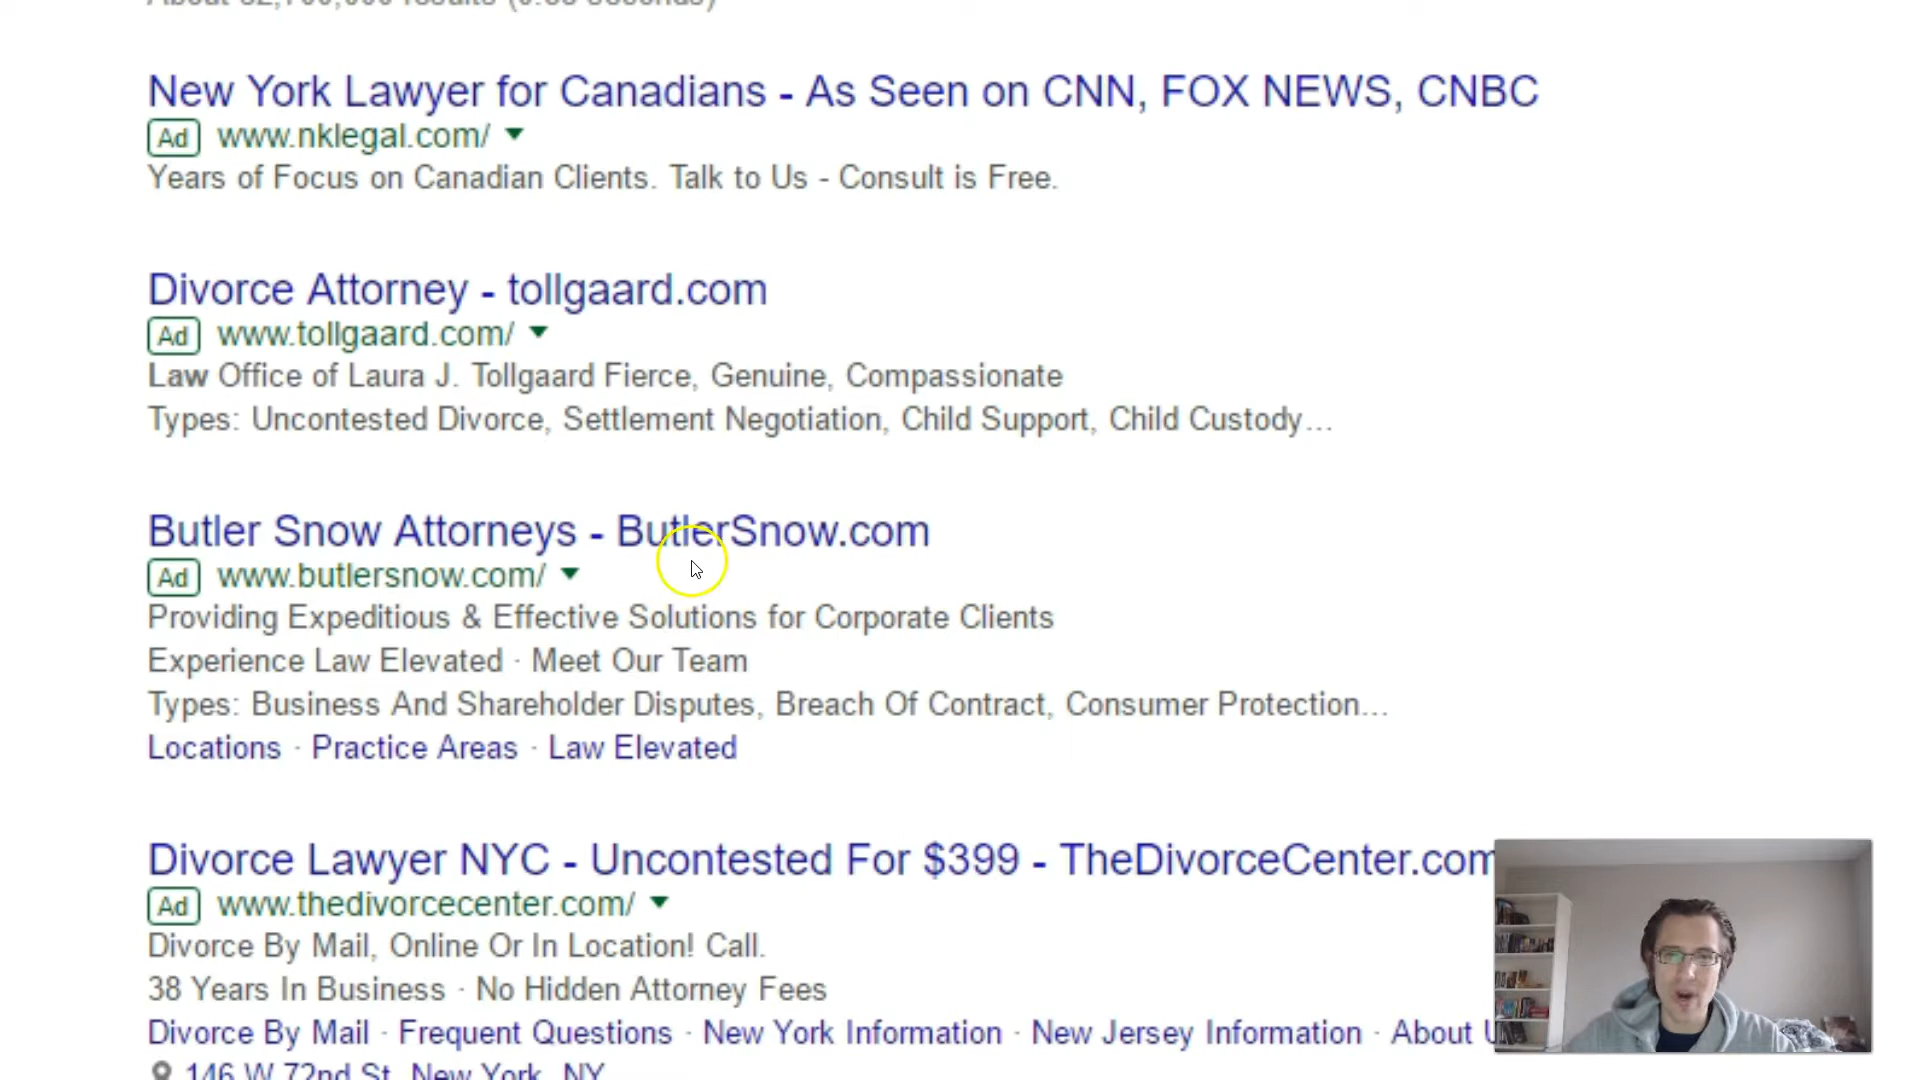 New York Lawyer for Canadians - As Seen on CNN, FOX NEWS, CNBC
Ad www.nklegal.com/
Years of Focus on Canadian Clients. Talk to Us - Consult is Free.
Divorce Attorney - tollgaard.com
Ad www.tollgaard.com/
Law Office of Laura J. Tollgaard Fierce, Genuine, Compassionate
Types: Uncontested Divorce, Settlement Negotiation, Child Support, Child Custody...
Butler Snow Attorneys - ButlerSnow.com
Ad www.butlersnow.com/
Providing Expeditious & Effective Solutions for Corporate Clients
Experience Law Elevated · Meet Our Team
Types: Business And Shareholder Disputes, Breach Of Contract, Consumer Protection...
Locations · Practice Areas · Law Elevated
Divorce Lawyer NYC - Uncontested For $399 - TheDivorceCenter.com
Ad www.thedivorcecenter.com/
Divorce By Mail, Online Or In Location! Call.
38 Years In Business · No Hidden Attorney Fees
Divorce By Mail · Frequent Questions · New York Information · New Jersey Information · About
146 W 72nd St, New York, NY